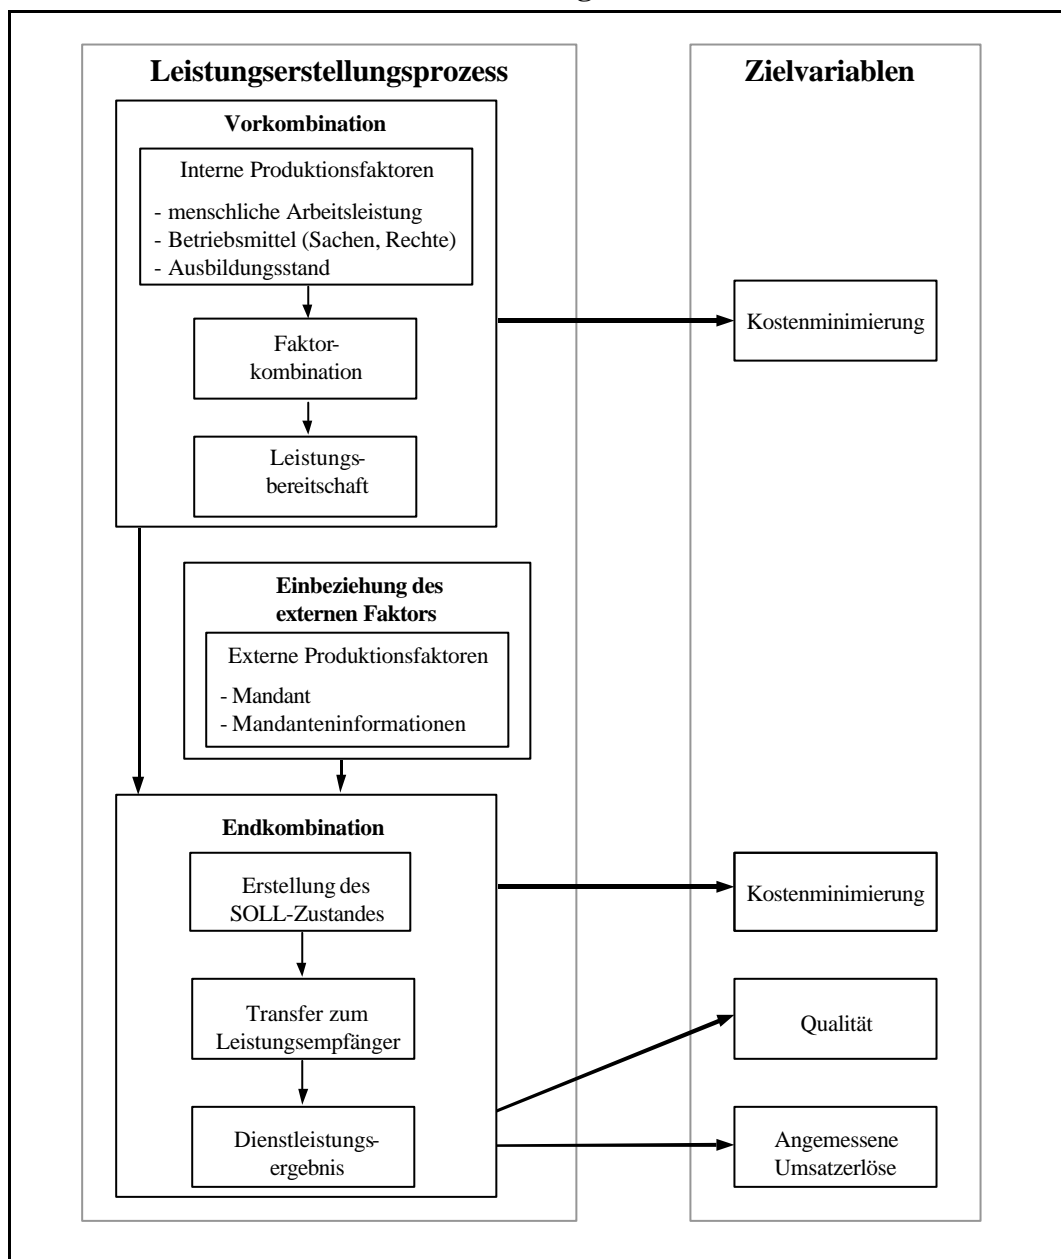 Leistungserstellungsprozess
Vorkombination
Interne Produktionsfaktoren
- menschliche Arbeitsleistung
- Betriebsmittel (Sachen, Rechte)
- Ausbildungsstand
Faktor-
kombination
Leistungs-
bereitschaft
Einbeziehung des
externen Faktors
Externe Produktionsfaktoren
- Mandant
- Mandanteninformationen
Endkombination
Erstellung des
SOLL-Zustandes
Transfer zum
Leistungsempfänger
Dienstleistungs-
ergebnis
Zielvariablen
Kostenminimierung
Kostenminimierung
Qualität
Angemessene
Umsatzerlöse